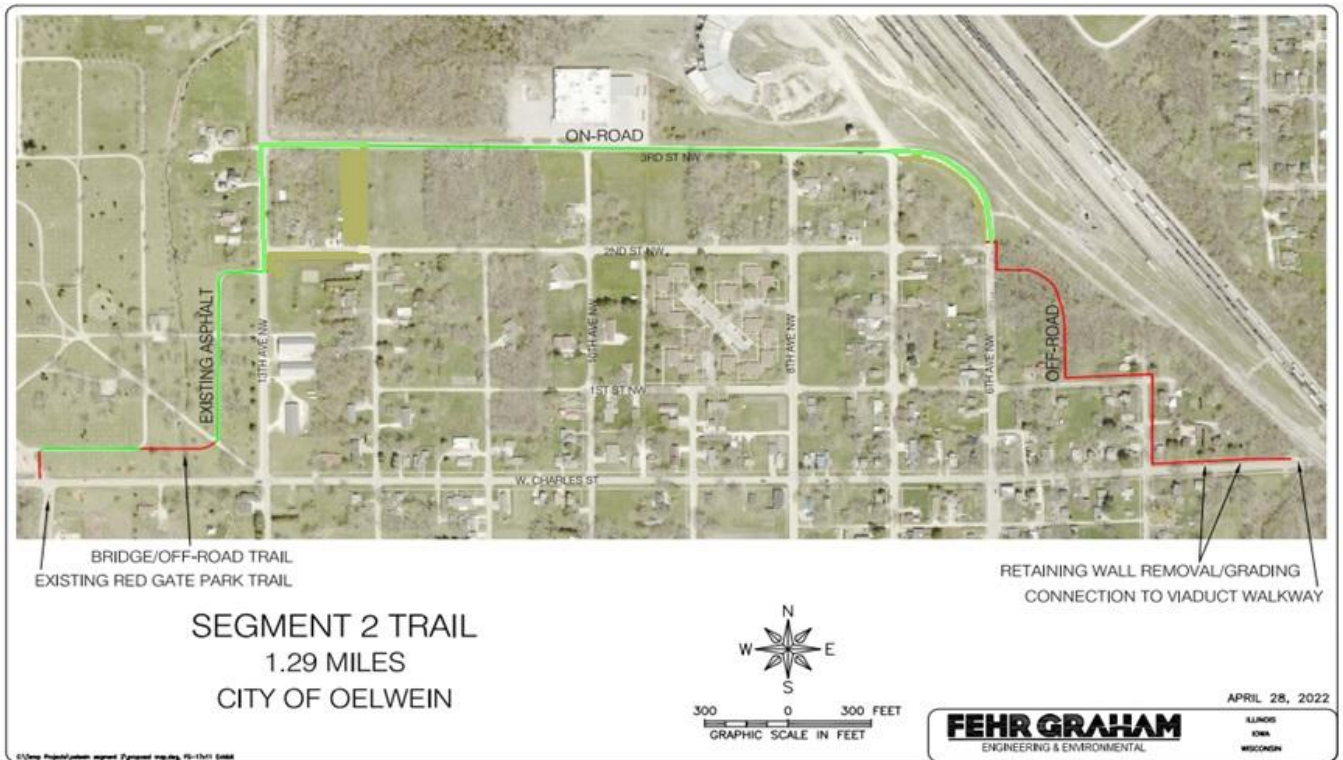 ON-ROAD
3RD ST NW
2ND ST NW
EXISTING ASPHALT
13TH AVE NW
10TH AVE NW
8TH AVE NW
6TH AVE NW
OFF-ROAD
1ST ST NW
W. CHARLES ST
BRIDGE/OFF-ROAD TRAIL
EXISTING RED GATE PARK TRAIL
RETAINING WALL REMOVAL/GRADING
CONNECTION TO VIADUCT WALKWAY
SEGMENT 2 TRAIL
1.29 MILES
CITY OF OELWEIN
N
W E
S
300 0 300 FEET
GRAPHIC SCALE IN FEET
APRIL 28, 2022
FEHR GRAHAM
ENGINEERING & ENVIRONMENTAL
ILLINOIS
IOWA
WISCONSIN